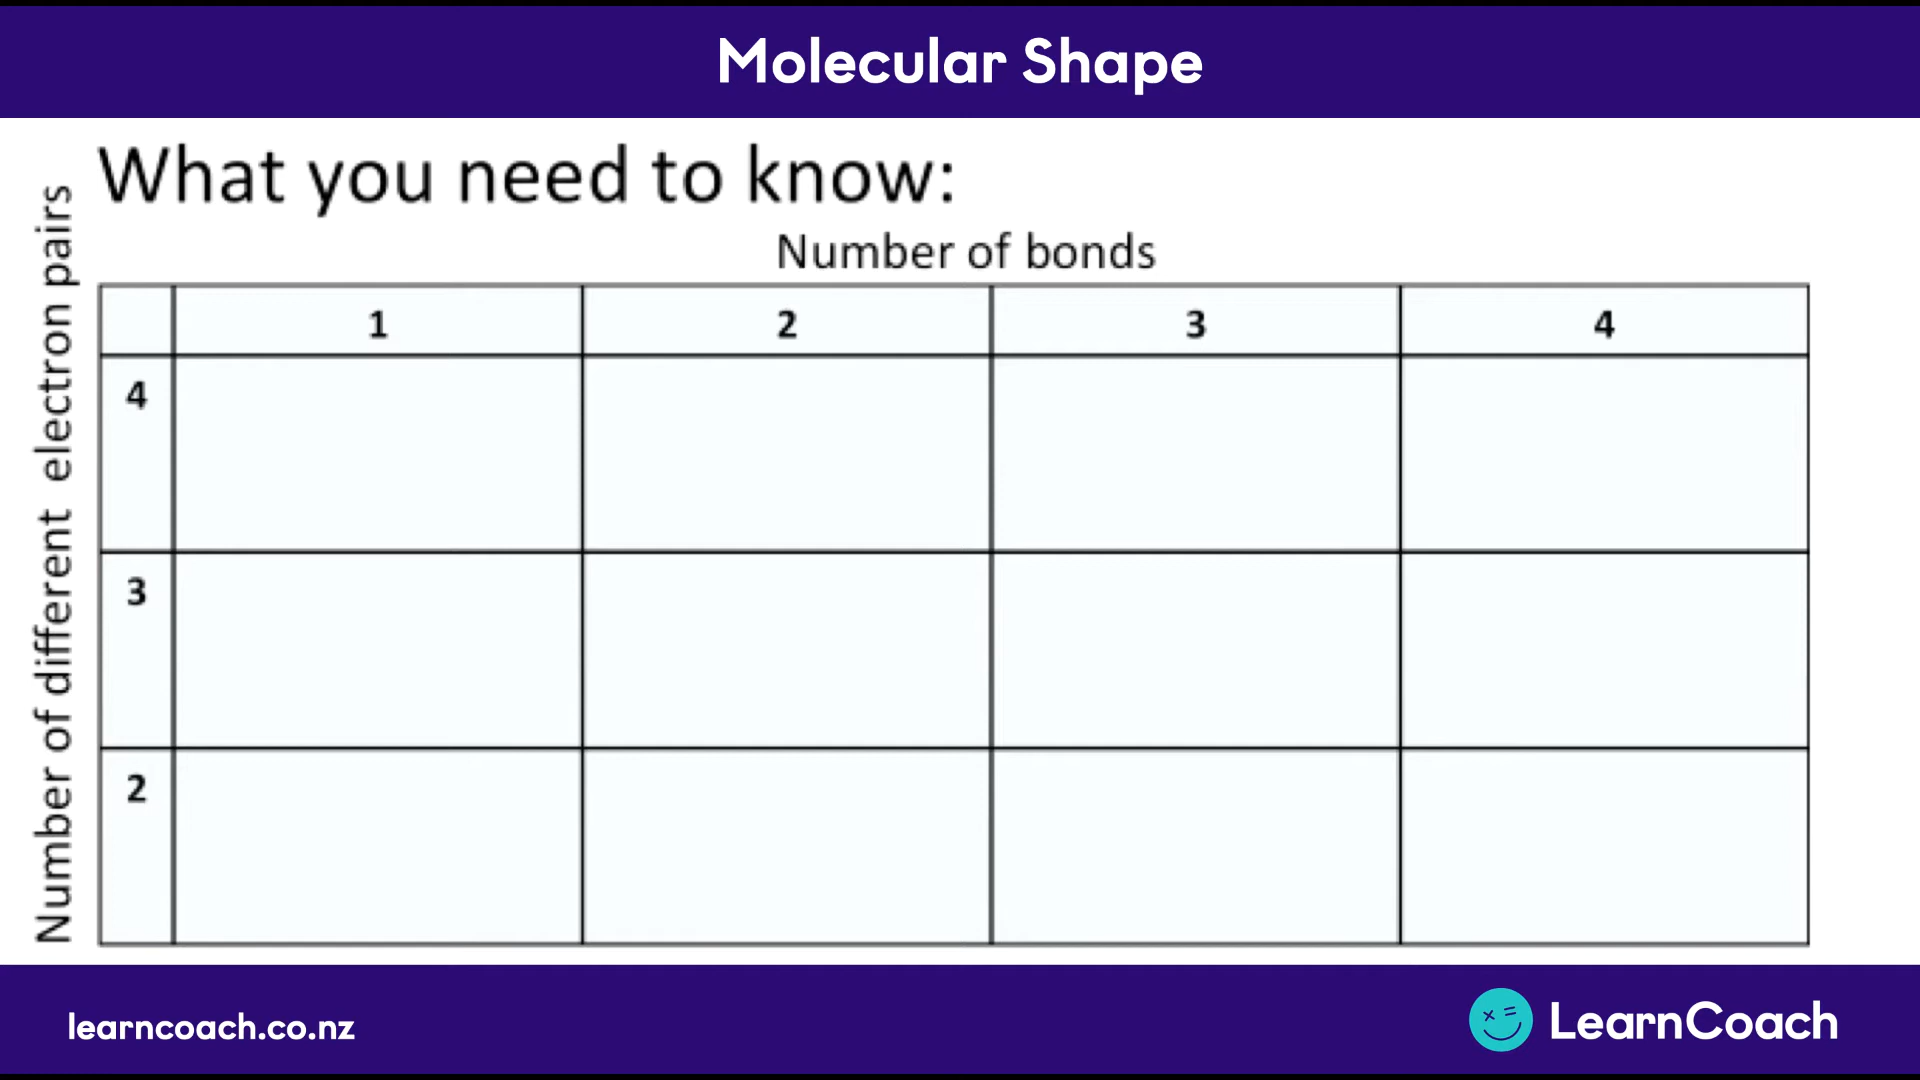 Molecular Shape
What you need to know:
Number of bonds
Number of different electron pairs
1 2 3 4
4
3
2
learncoach.co.nz
LearnCoach